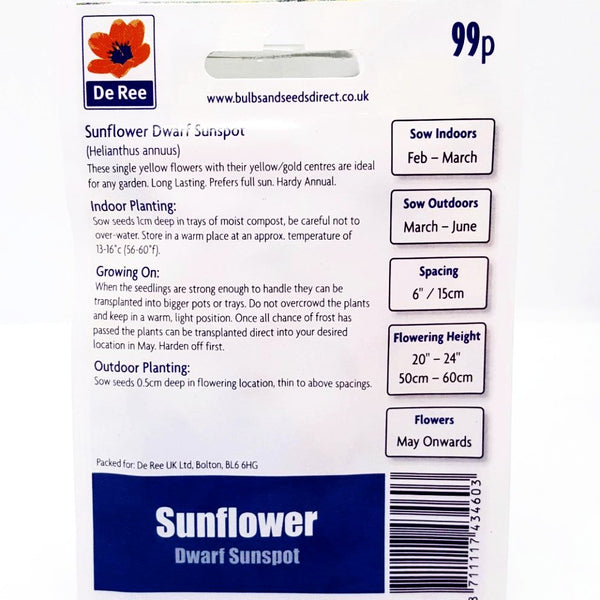 De Ree
99p
www.bulbsandseedsdirect.co.uk
Sunflower Dwarf Sunspot
(Helianthus annuus)
These single yellow flowers with their yellow/gold centres are ideal
for any garden. Long Lasting. Prefers full sun. Hardy Annual.
Indoor Planting:
Sow seeds 1cm deep in trays of moist compost, be careful not to
over-water. Store in a warm place at an approx. temperature of
13-16°c (56-60°f).
Growing On:
When the seedlings are strong enough to handle they can be
transplanted into bigger pots or trays. Do not overcrowd the plants
and keep in a warm, light position. Once all chance of frost has
passed the plants can be transplanted direct into your desired
location in May. Harden off first.
Outdoor Planting:
Sow seeds 0.5cm deep in flowering location, thin to above spacings.
Sow Indoors
Feb – March
Sow Outdoors
March – June
Spacing
6" / 15cm
Flowering Height
20" – 24"
50cm – 60cm
Flowers
May Onwards
Packed for: De Ree UK Ltd, Bolton, BL6 6HG
Sunflower
Dwarf Sunspot
8 711117 434603